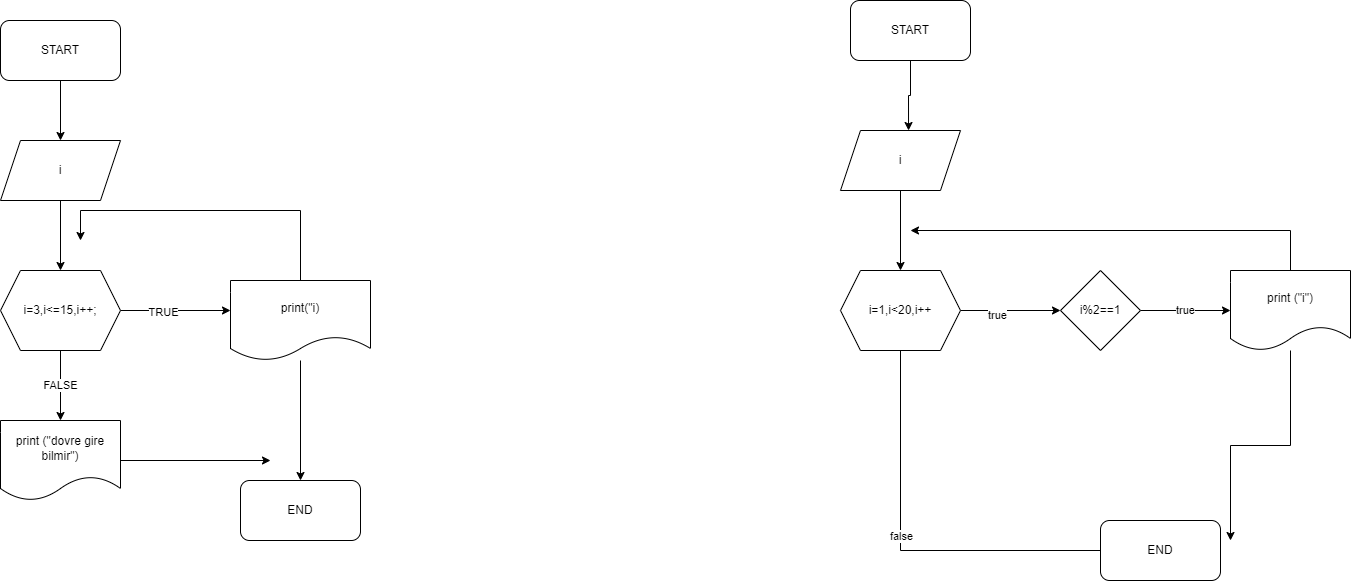 START
i
i=3,i<=15,i++;
TRUE
print("i)
FALSE
print ("dovre gire
bilmir")
END
START
i
i=1,i<20,i++
true
i%2==1
true
print ("i")
false
END